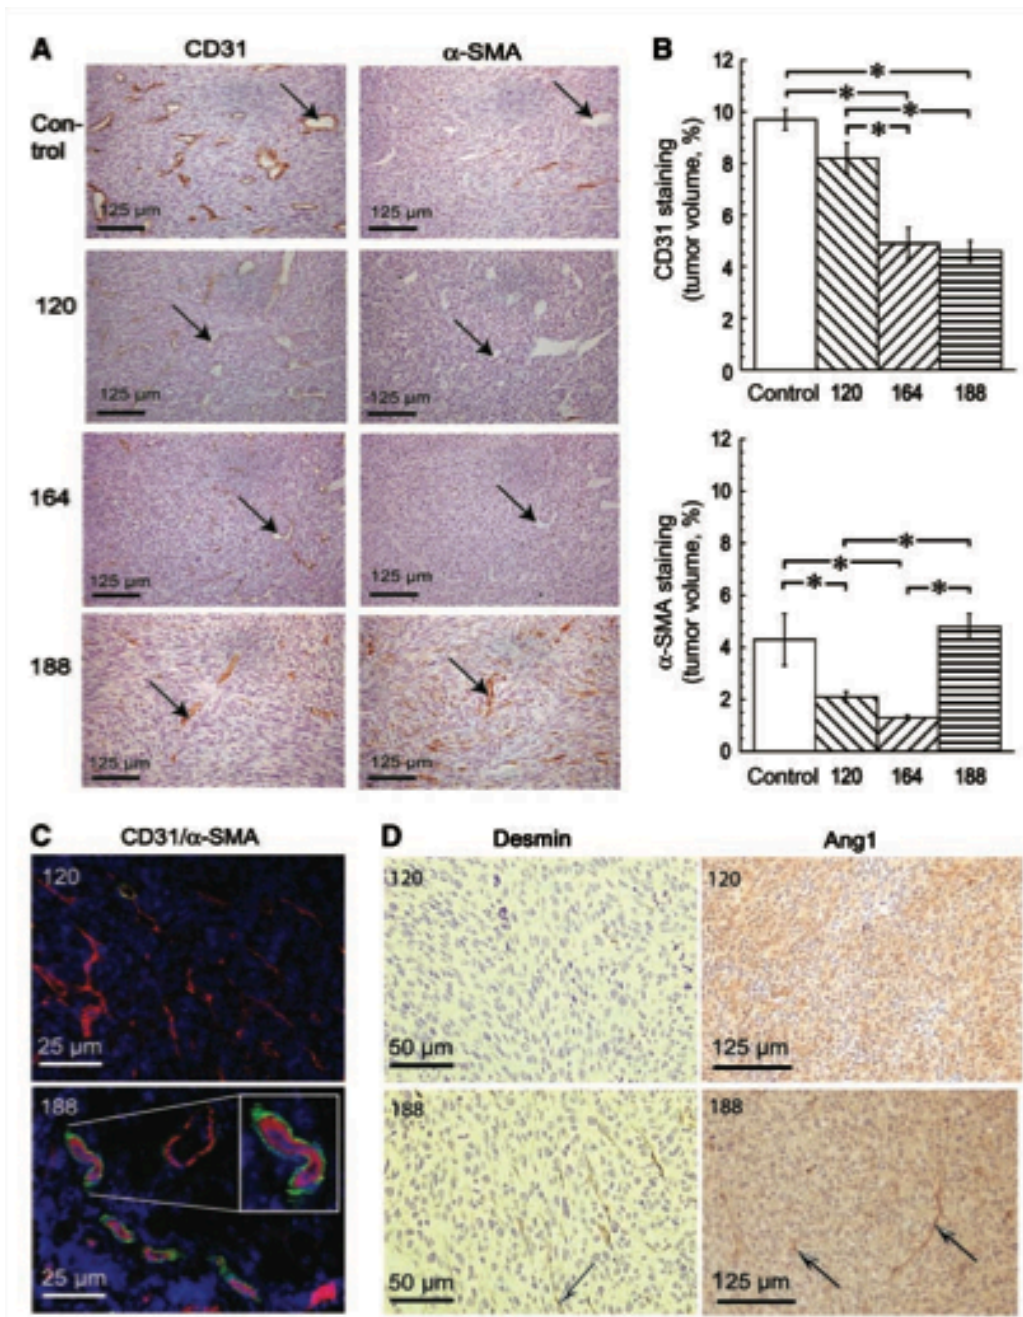 A
CD31
α-SMA
Con-
trol
125 µm
125 µm
120
125 µm
125 µm
164
125 µm
125 µm
188
125 µm
125 µm
B
12
10
8
6
4
2
0
CD31 staining
(tumor volume, %)
*
*
*
*
Control 120 164 188
12
10
8
6
4
2
0
α-SMA staining
(tumor volume, %)
*
*
*
*
Control 120 164 188
C
CD31/α-SMA
120
25 µm
188
25 µm
D
Desmin
Ang1
120
50 µm
120
125 µm
188
50 µm
188
125 µm